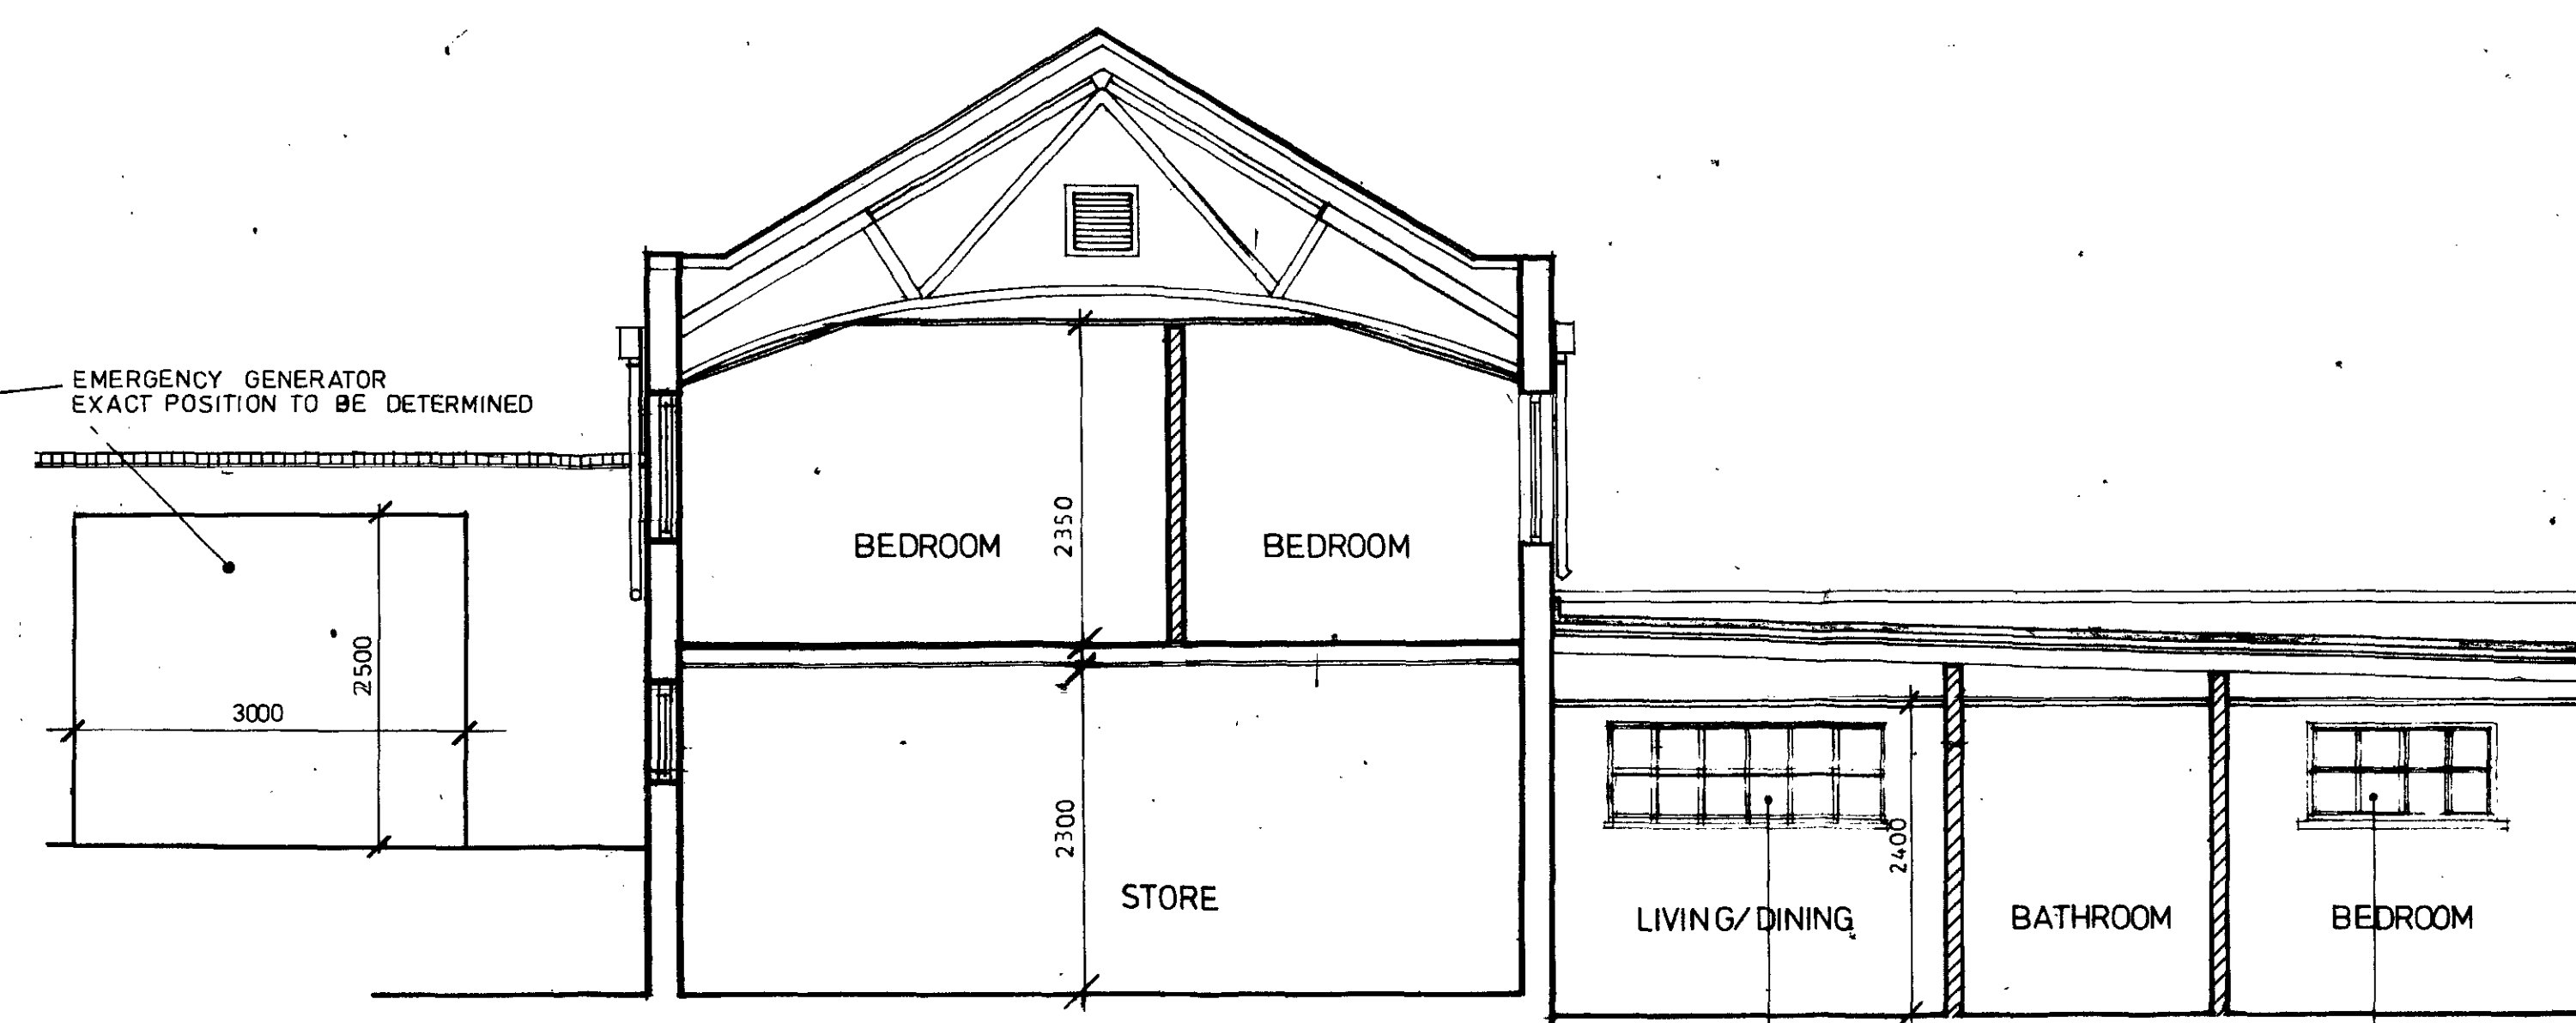 EMERGENCY GENERATOR
EXACT POSITION TO BE DETERMINED
BEDROOM
2350
BEDROOM
2500
3000
2300
STORE
2400
LIVING/DINING
BATHROOM
BEDROOM